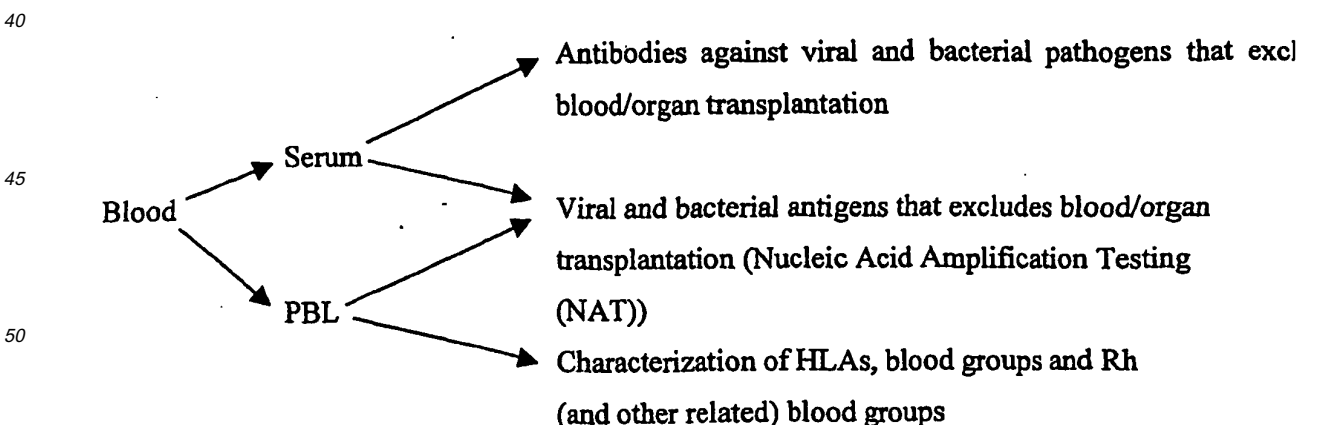 40
Antibodies against viral and bacterial pathogens that
blood/organ transplantation
Serum
45
Blood
Viral and bacterial antigens that excludes blood/organ
transplantation (Nucleic Acid Amplification Testing
(NAT))
PBL
50
Characterization of HLAs, blood groups and Rh
(and other related) blood groups